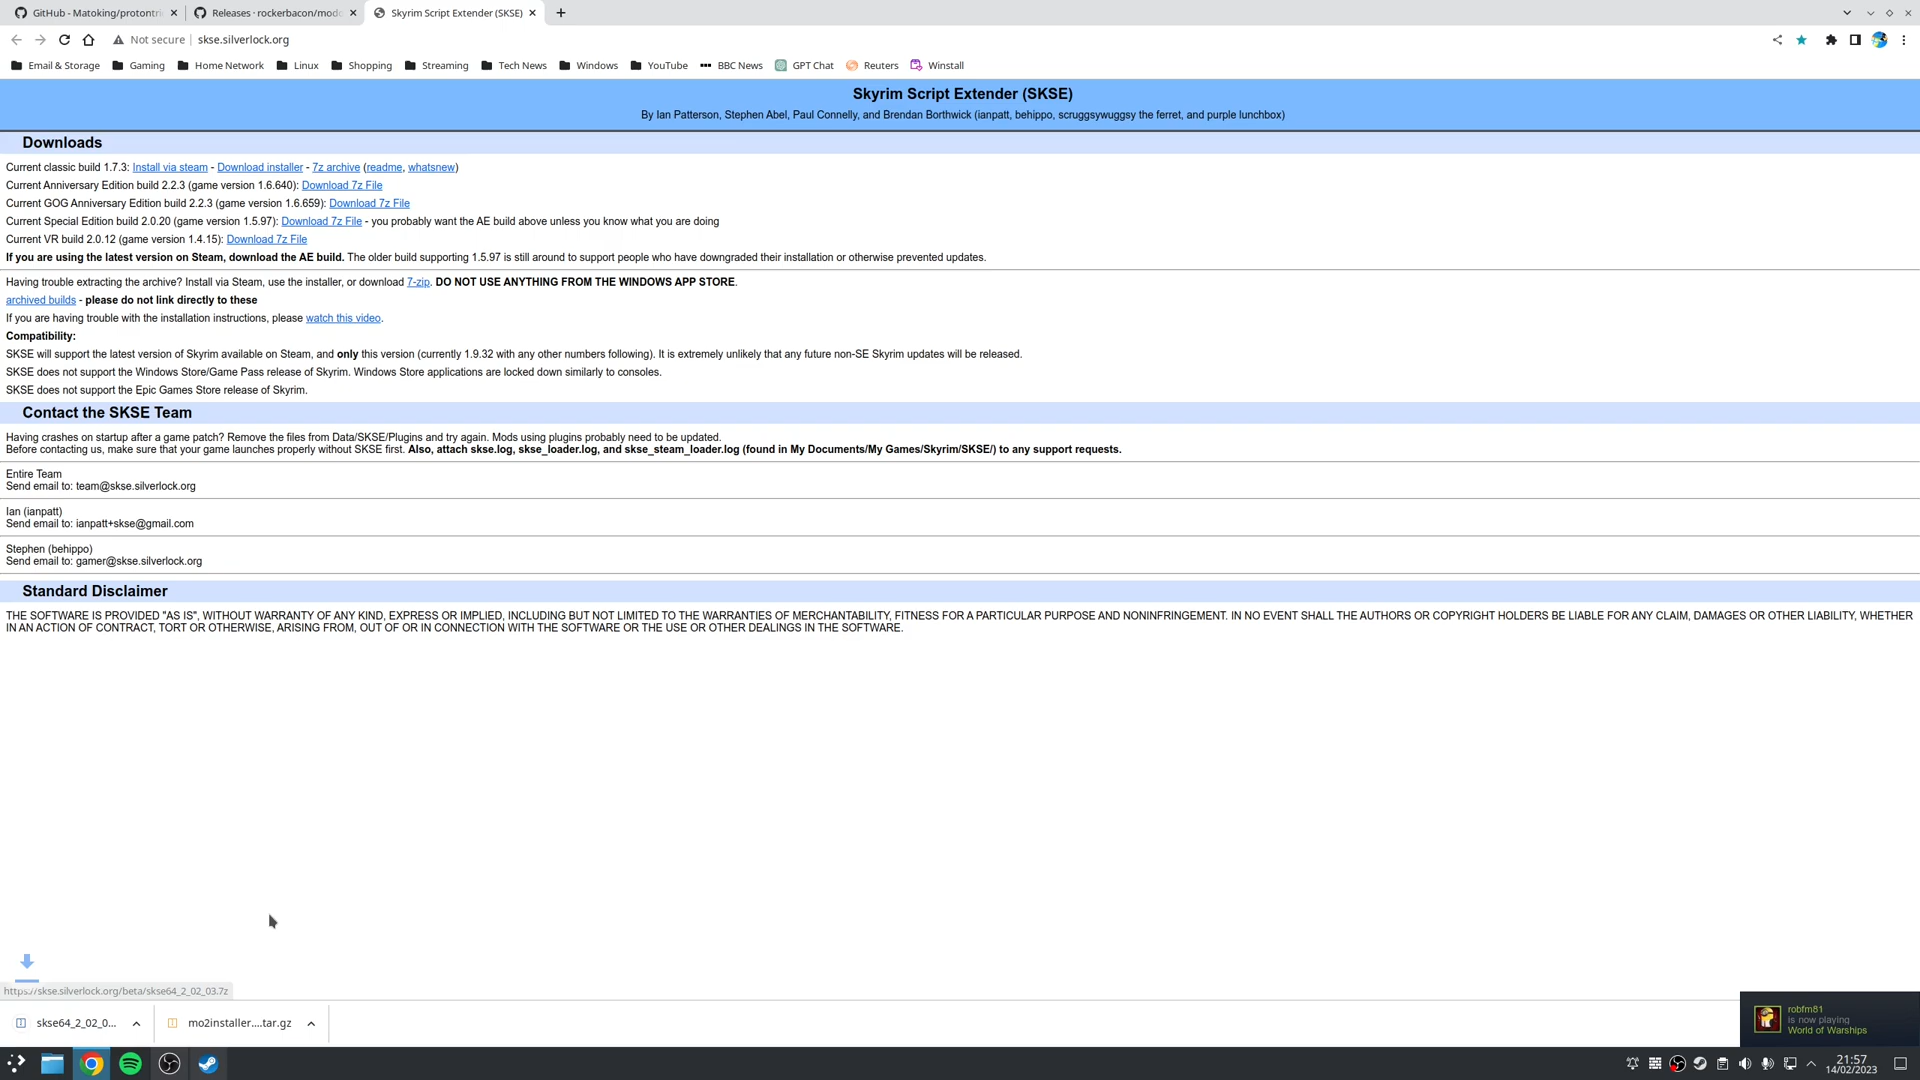 GitHub - Matoking/protontri
Releases · rockerbacon/modo
Skyrim Script Extender (SKSE)
Not secure
skse.silverlock.org
Email & Storage
Gaming
Home Network
Linux
Shopping
Streaming
Tech News
Windows
YouTube
BBC News
GPT Chat
Reuters
Winstall
Skyrim Script Extender (SKSE)
By Ian Patterson, Stephen Abel, Paul Connelly, and Brendan Borthwick (ianpatt, behippo, scruggsywuggsy the ferret, and purple lunchbox)
Downloads
Current classic build 1.7.3: Install via steam - Download installer - 7z archive (readme, whatsnew)
Current Anniversary Edition build 2.2.3 (game version 1.6.640): Download 7z File
Current GOG Anniversary Edition build 2.2.3 (game version 1.6.659): Download 7z File
Current Special Edition build 2.0.20 (game version 1.5.97): Download 7z File - you probably want the AE build above unless you know what you are doing
Current VR build 2.0.12 (game version 1.4.15): Download 7z File
If you are using the latest version on Steam, download the AE build. The older build supporting 1.5.97 is still around to support people who have downgraded their installation or otherwise prevented updates.
Having trouble extracting the archive? Install via Steam, use the installer, or download 7-zip. DO NOT USE ANYTHING FROM THE WINDOWS APP STORE.
archived builds - please do not link directly to these
If you are having trouble with the installation instructions, please watch this video.
Compatibility:
SKSE will support the latest version of Skyrim available on Steam, and only this version (currently 1.9.32 with any other numbers following). It is extremely unlikely that any future non-SE Skyrim updates will be released.
SKSE does not support the Windows Store/Game Pass release of Skyrim. Windows Store applications are locked down similarly to consoles.
SKSE does not support the Epic Games Store release of Skyrim.
Contact the SKSE Team
Having crashes on startup after a game patch? Remove the files from Data/SKSE/Plugins and try again. Mods using plugins probably need to be updated.
Before contacting us, make sure that your game launches properly without SKSE first. Also, attach skse.log, skse_loader.log, and skse_steam_loader.log (found in My Documents/My Games/Skyrim/SKSE/) to any support requests.
Entire Team
Send email to: team@skse.silverlock.org
Ian (ianpatt)
Send email to: ianpatt+skse@gmail.com
Stephen (behippo)
Send email to: gamer@skse.silverlock.org
Standard Disclaimer
THE SOFTWARE IS PROVIDED "AS IS", WITHOUT WARRANTY OF ANY KIND, EXPRESS OR IMPLIED, INCLUDING BUT NOT LIMITED TO THE WARRANTIES OF MERCHANTABILITY, FITNESS FOR A PARTICULAR PURPOSE AND NONINFRINGEMENT. IN NO EVENT SHALL THE AUTHORS OR COPYRIGHT HOLDERS BE LIABLE FOR ANY CLAIM, DAMAGES OR OTHER LIABILITY, WHETHER
IN AN ACTION OF CONTRACT, TORT OR OTHERWISE, ARISING FROM, OUT OF OR IN CONNECTION WITH THE SOFTWARE OR THE USE OR OTHER DEALINGS IN THE SOFTWARE.
https://skse.silverlock.org/beta/skse64_2_02_03.7z
skse64_2_02_0...
mo2installer....tar.gz
robfm81
is now playing
World of Warships
21:57
14/02/2023